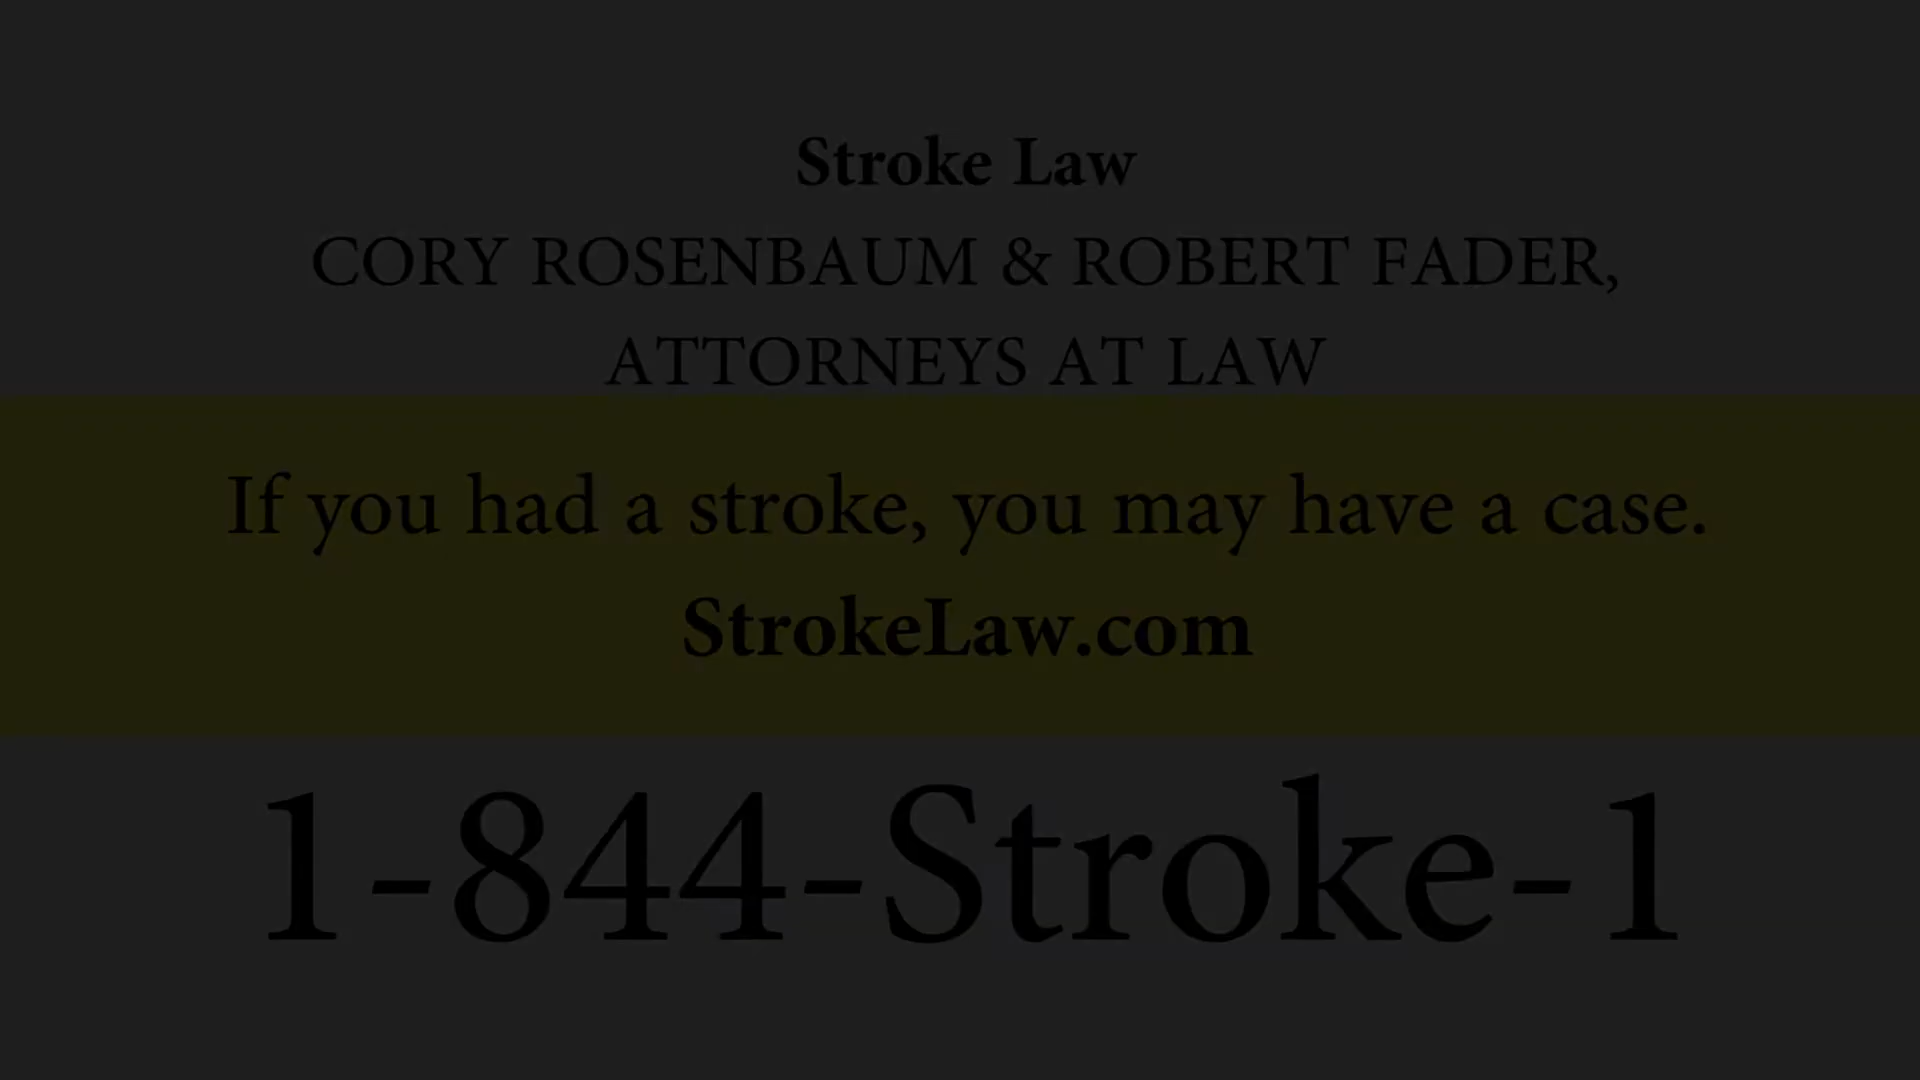 Stroke Law
CORY ROSENBAUM & ROBERT FADER,
ATTORNEYS AT LAW
If you had a stroke, you may have a case.
StrokeLaw.com
1-844-Stroke-1